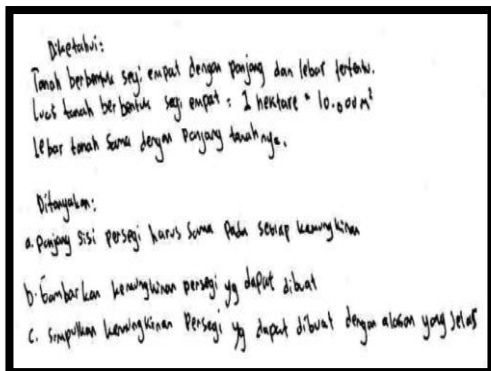 Diketahui:
Tanah berbentuk segi empat dengan panjang dan lebar tertentu.
Luas tanah berbentuk segi empat = 1 hektare = 10.000 m²
Lebar tanah sama dengan panjang tanahnya.
Ditanyakan:
a. panjang sisi persegi harus sama pada setiap kemungkinan
b. Gambarkan kemungkinan persegi yg dapat dibuat
c. simpulkan kemungkinan Persegi yg dapat dibuat dengan alasan yang jelas